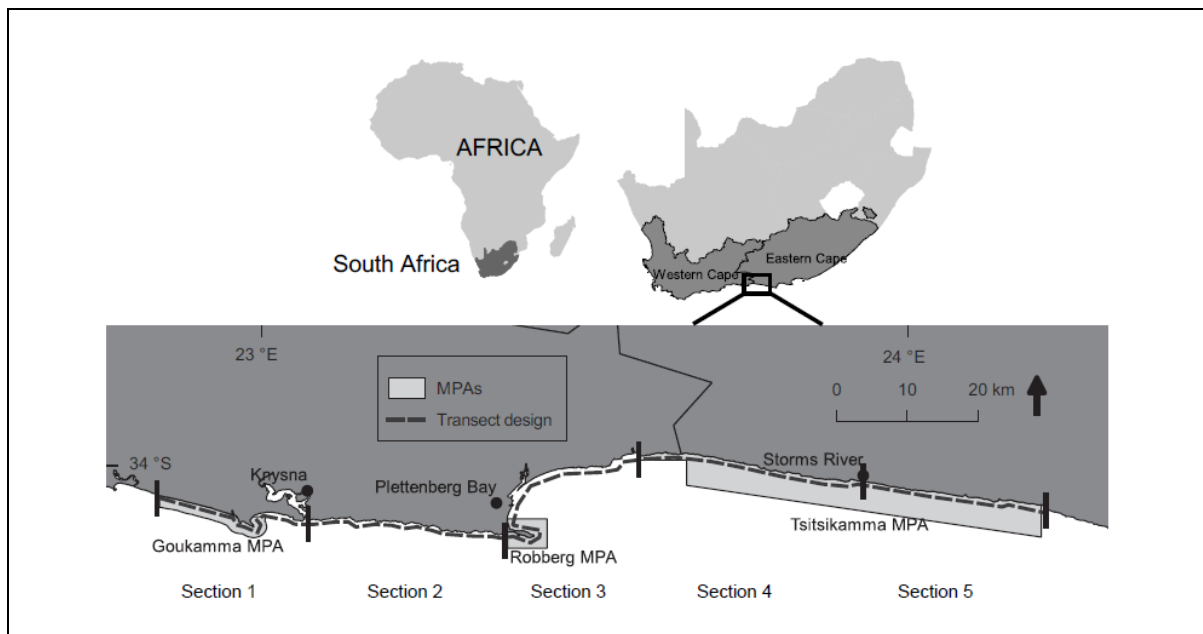 AFRICA
South Africa
Western Cape
Eastern Cape
23 °E
24 °E
MPAs
Transect design
0 10 20 km
34 °S
Knysna
Plettenberg Bay
Storms River
Goukamma MPA
Robberg MPA
Tsitsikamma MPA
Section 1 Section 2 Section 3 Section 4 Section 5